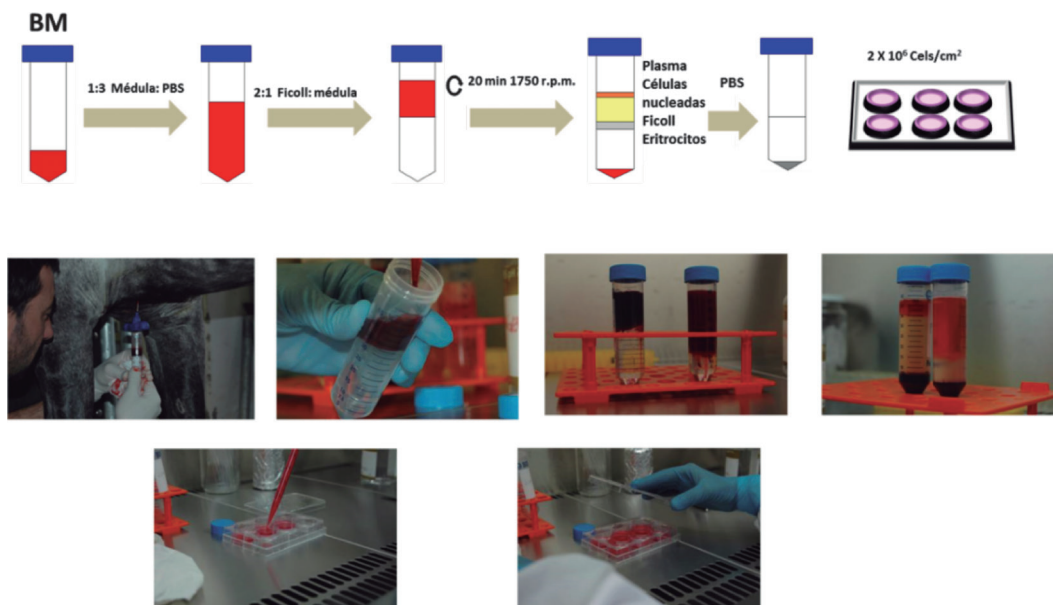 BM
1:3 Médula: PBS
2:1 Ficoll: médula
20 min 1750 r.p.m.
Plasma
Células
nucleadas
Ficoll
Eritrocitos
PBS
2 X 10⁶ Cels/cm²